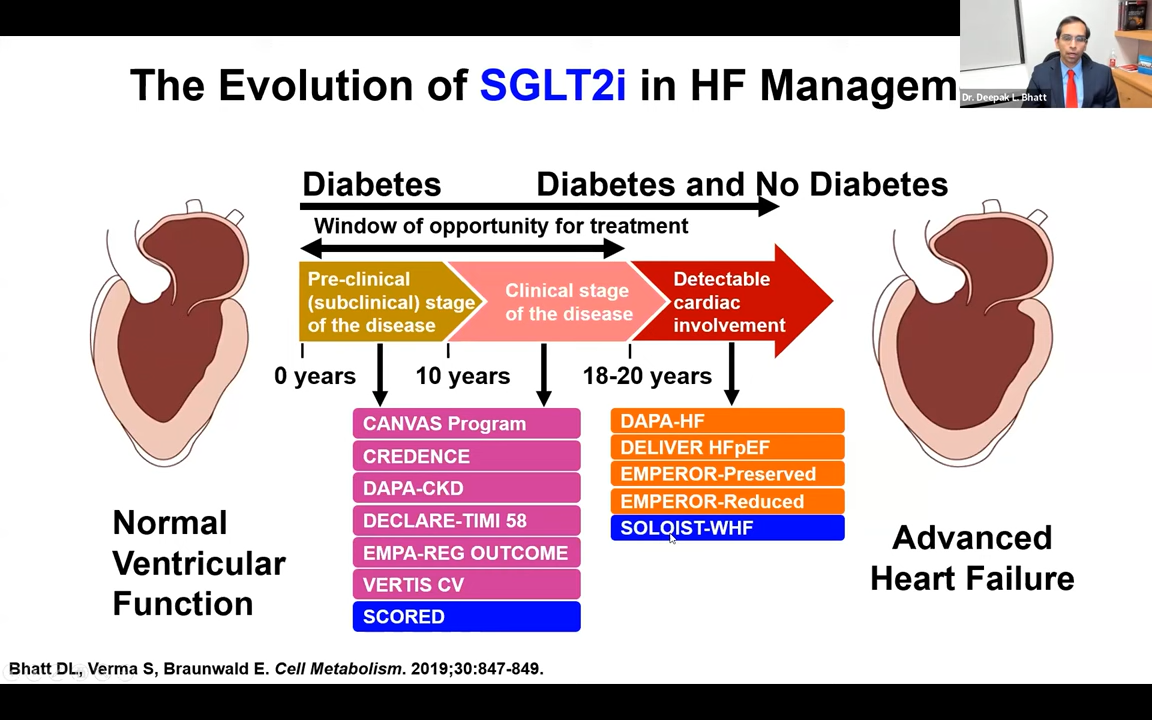 The Evolution of SGLT2i in HF Managem
Dr. Deepak L. Bhatt
Diabetes
Diabetes and No Diabetes
Window of opportunity for treatment
Pre-clinical
(subclinical) stage
of the disease
Clinical stage
of the disease
Detectable
cardiac
involvement
0 years
10 years
18-20 years
CANVAS Program
CREDENCE
DAPA-CKD
DECLARE-TIMI 58
EMPA-REG OUTCOME
VERTIS CV
SCORED
DAPA-HF
DELIVER HFpEF
EMPEROR-Preserved
EMPEROR-Reduced
SOLOIST-WHF
Normal
Ventricular
Function
Advanced
Heart Failure
Bhatt DL, Verma S, Braunwald E. Cell Metabolism. 2019;30:847-849.